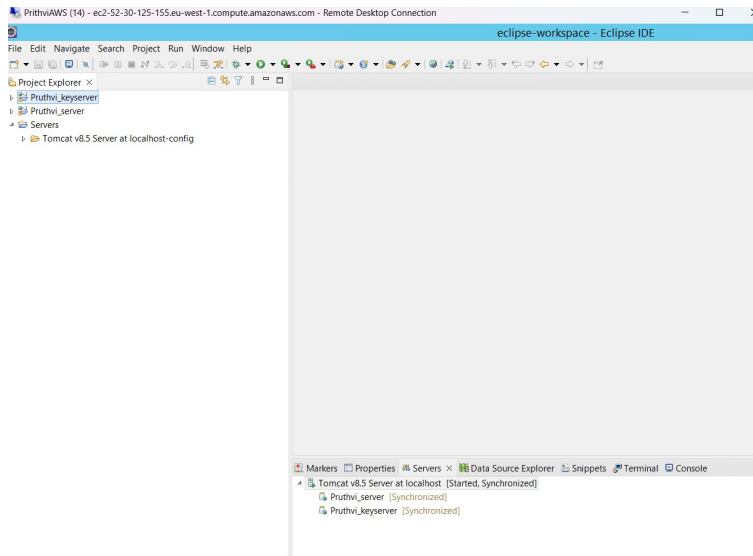 PrithviAWS (14) - ec2-52-30-125-155.eu-west-1.compute.amazonaws.com - Remote Desktop Connection
eclipse-workspace - Eclipse IDE
File Edit Navigate Search Project Run Window Help
Project Explorer
Pruthvi_keyserver
Pruthvi_server
Servers
Tomcat v8.5 Server at localhost-config
Markers Properties Servers Data Source Explorer Snippets Terminal Console
Tomcat v8.5 Server at localhost [Started, Synchronized]
Pruthvi_server [Synchronized]
Pruthvi_keyserver [Synchronized]